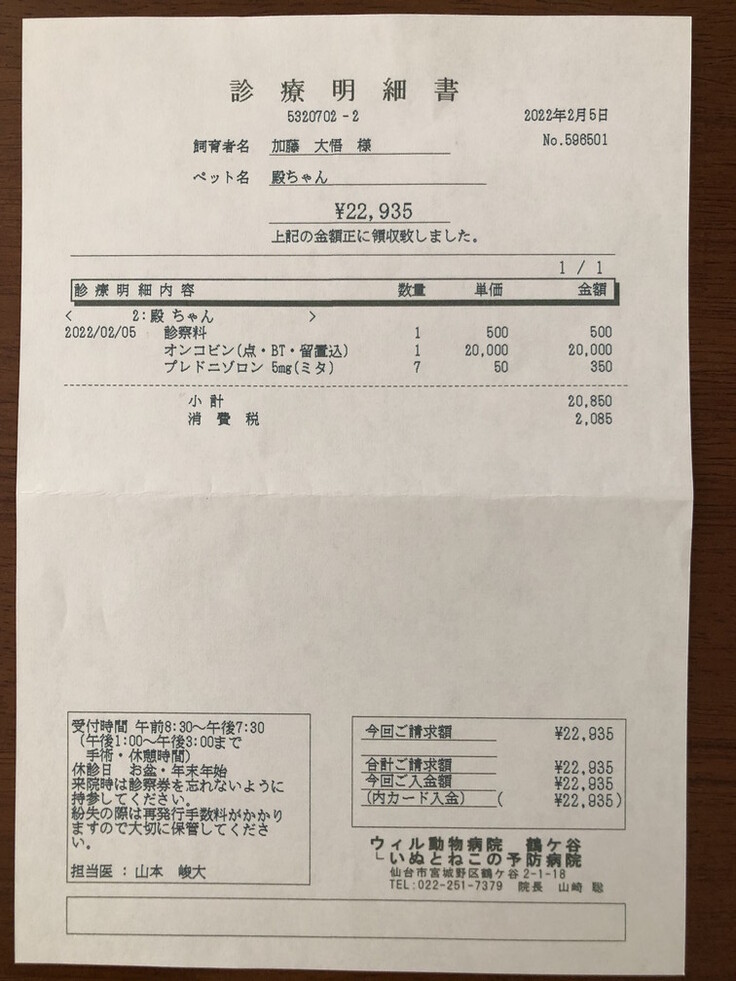 診療明細書
5320702-2
2022年2月5日
No.596501
飼育者名 加藤 大悟 様
ペット名 殿ちゃん
¥22,935
上記の金額正に領収致しました。
1 / 1
診療明細内容 数量 単価 金額
< 2:殿 ちゃん >
2022/02/05 診察料 1 500 500
オンコビン(点・BT・留置込) 1 20,000 20,000
プレドニゾロン 5mg(ミタ) 7 50 350
小計 20,850
消費税 2,085
受付時間 午前8:30~午後7:30
(午後1:00~午後3:00まで
手術・休憩時間)
休診日 お盆・年末年始
来院時は診察券を忘れないように
持参してください。
紛失の際は再発行手数料がかかり
ますので大切に保管してくださ
い。
担当医：山本 峻大
今回ご請求額 ¥22,935
合計ご請求額 ¥22,935
今回ご入金額 ¥22,935
(内カード入金) ( ¥22,935)
ウィル動物病院 鶴ケ谷
└いぬとねこの予防病院
仙台市宮城野区鶴ケ谷2-1-18
TEL:022-251-7379 院長 山崎 聡